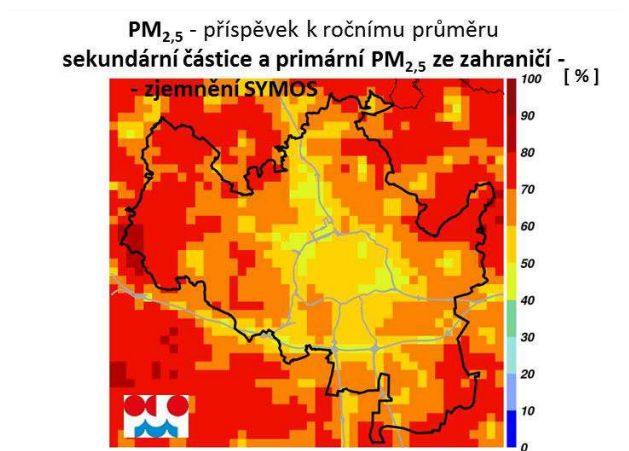 PM2,5 - příspěvek k ročnímu průměru
sekundární částice a primární PM2,5 ze zahraničí -
- zjemnění SYMOS
[ % ]
100
90
80
70
60
50
40
30
20
10
0